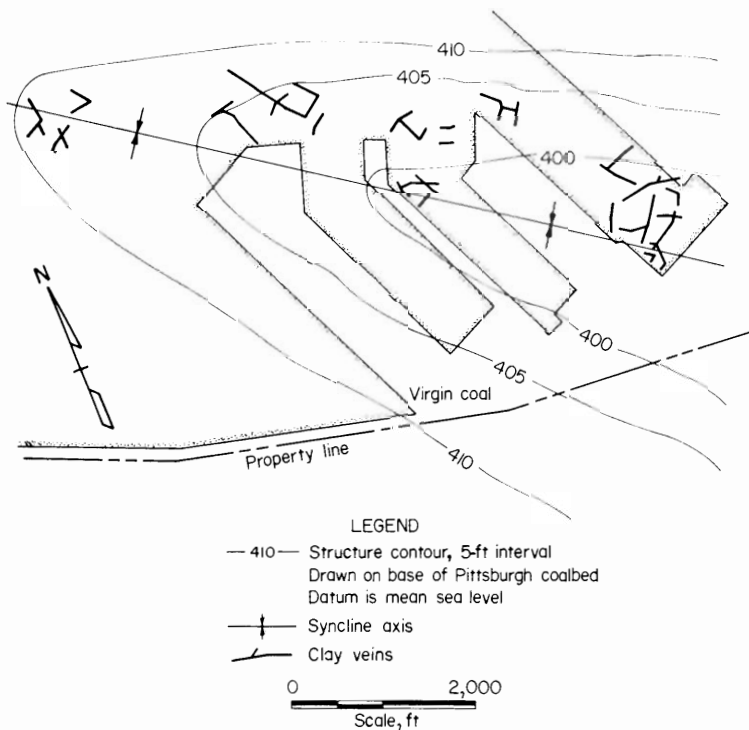 410
405
400
N
400
405
Virgin coal
410
Property line
LEGEND
410 Structure contour, 5-ft interval
Drawn on base of Pittsburgh coalbed
Datum is mean sea level
Syncline axis
Clay veins
0 2,000
Scale, ft